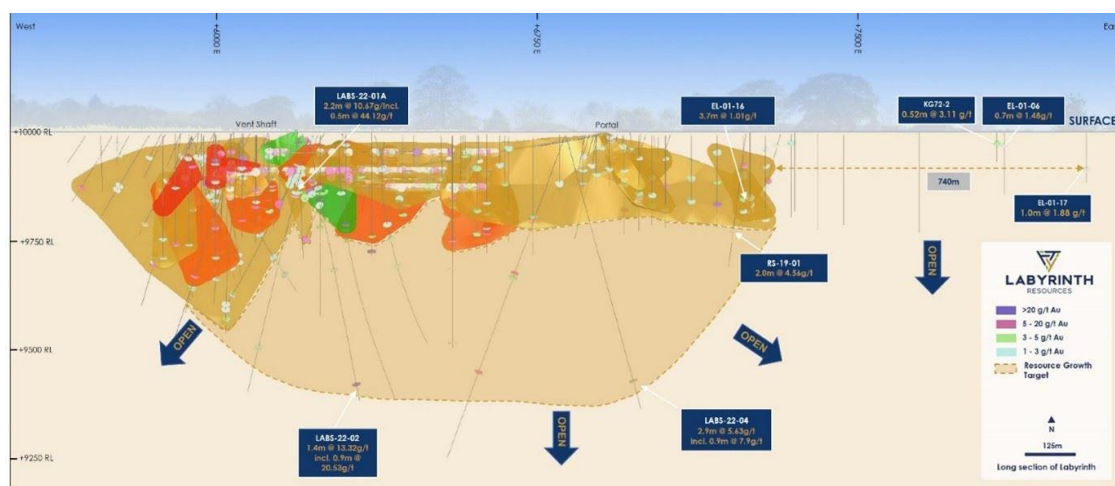 West
+6000 E
+6750 E
+7500 E
East
LABS-22-01A
2.2m @ 10.67g/t incl.
0.5m @ 44.12g/t
EL-01-16
3.7m @ 1.01g/t
KG72-2
0.52m @ 3.11 g/t
EL-01-06
0.7m @ 1.48g/t
+10000 RL
Vent Shaft
Portal
SURFACE
740m
EL-01-17
1.0m @ 1.88 g/t
+9750 RL
RS-19-01
2.0m @ 4.56g/t
OPEN
LABYRINTH
RESOURCES
>20 g/t Au
5 - 20 g/t Au
3 - 5 g/t Au
1 - 3 g/t Au
Resource Growth
Target
+9500 RL
OPEN
OPEN
LABS-22-02
1.4m @ 13.32g/t
incl. 0.9m @
20.53g/t
OPEN
LABS-22-04
2.9m @ 5.63g/t
incl 0.9m @ 7.9g/t
N
125m
Long section of Labyrinth
+9250 RL